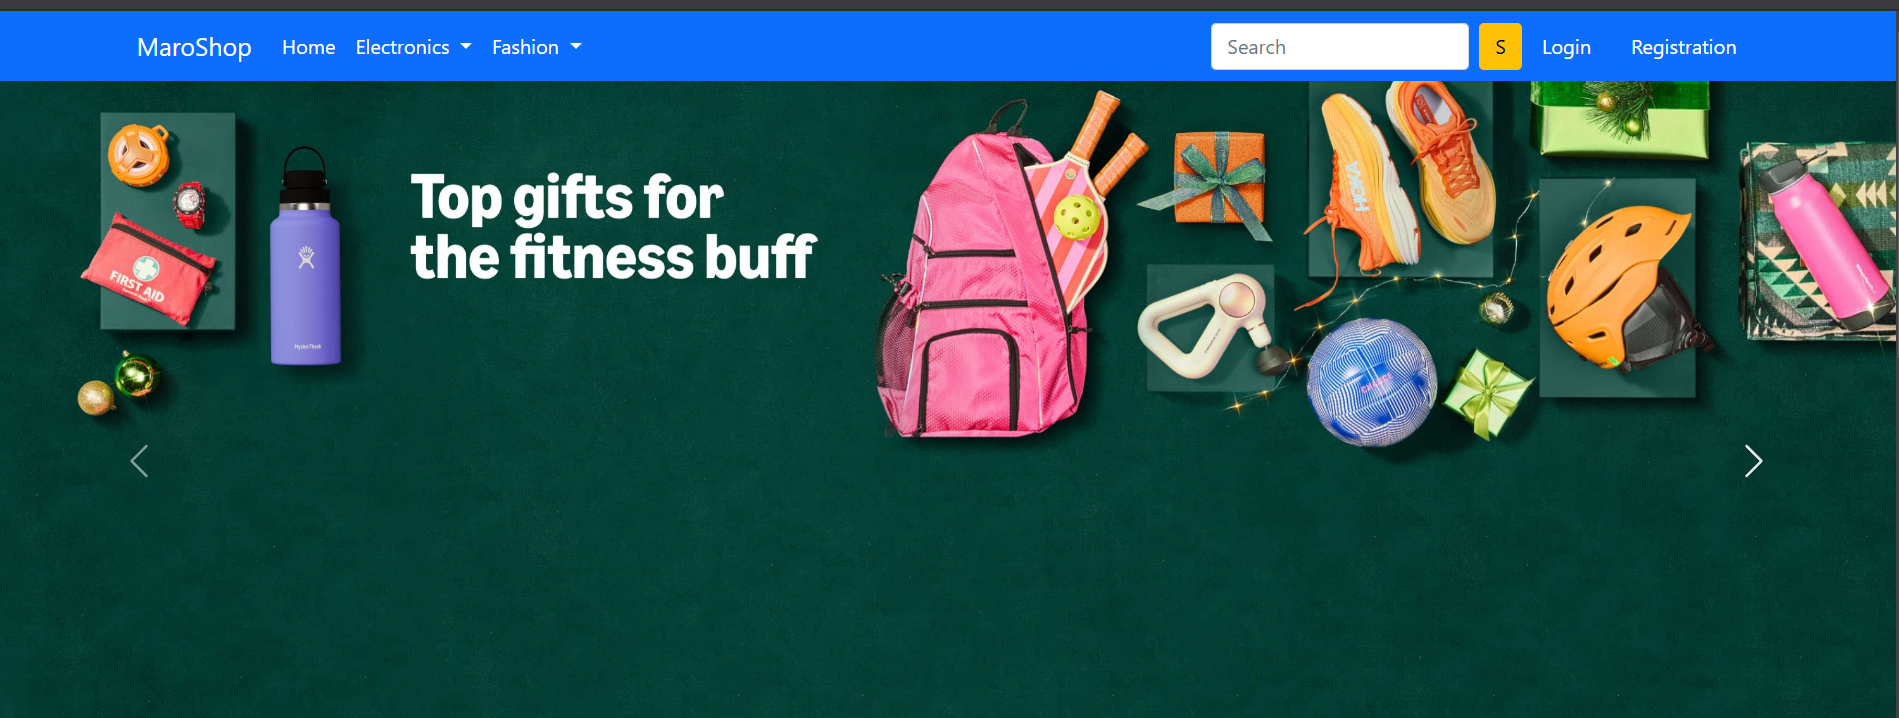 MaroShop Home Electronics Fashion Search S Login Registration
Top gifts for
the fitness buff
FIRST AID
Hydro Flask
HOKA